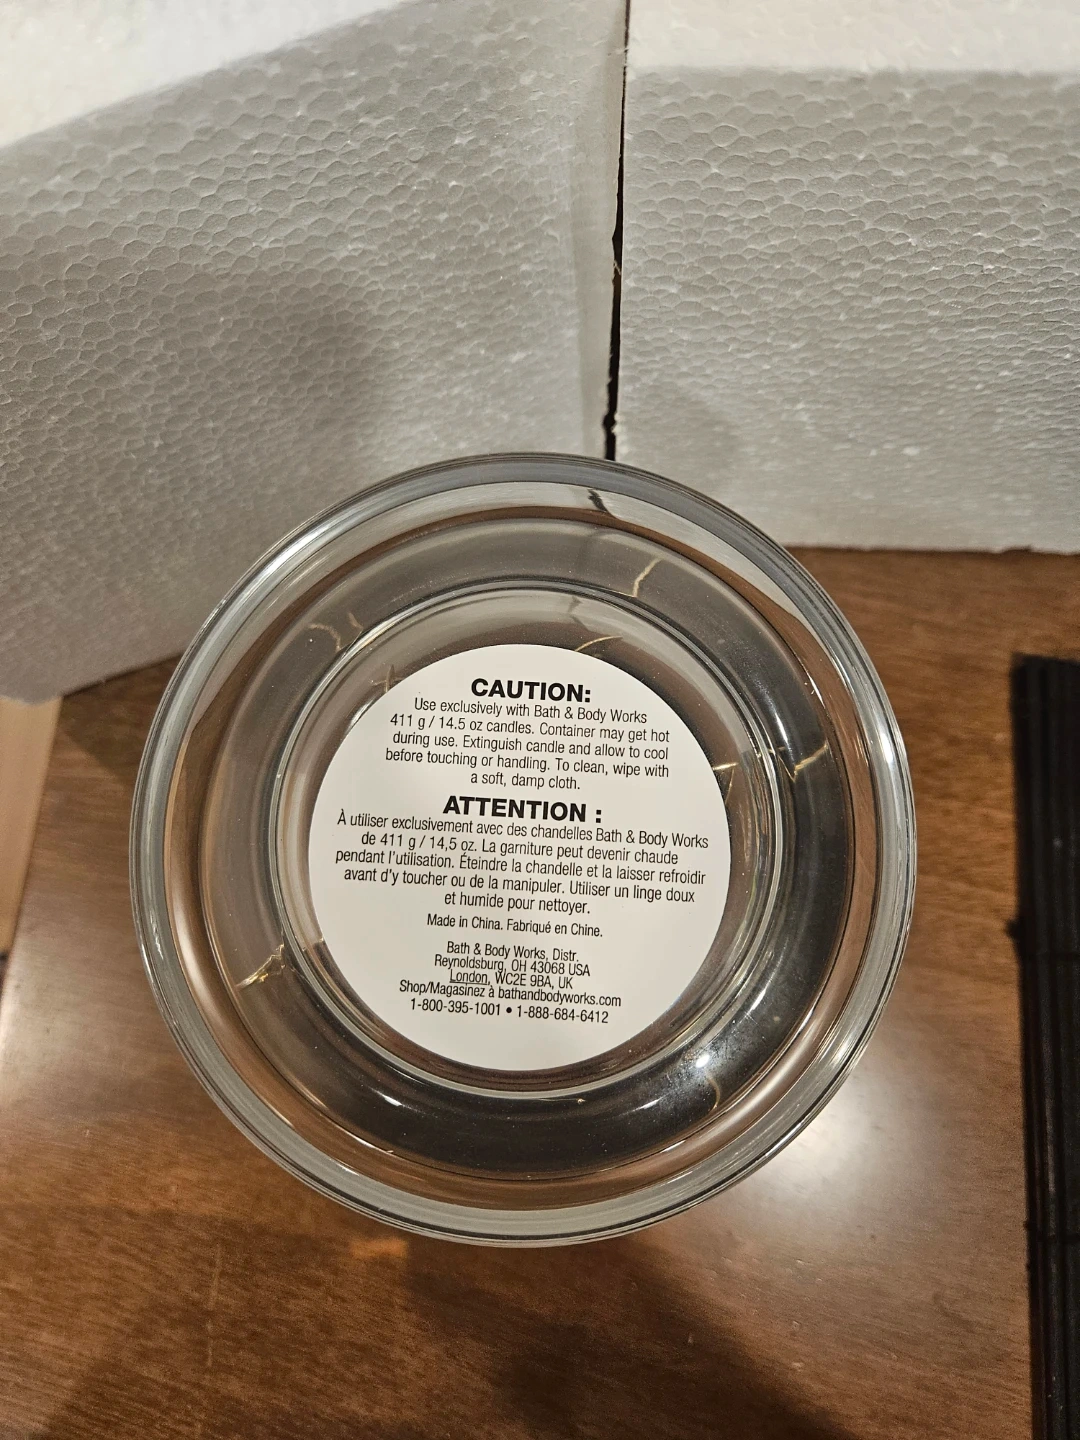 CAUTION:
Use exclusively with Bath & Body Works
411 g / 14.5 oz candles. Container may get hot
during use. Extinguish candle and allow to cool
before touching or handling. To clean, wipe with
a soft, damp cloth.
ATTENTION :
À utiliser exclusivement avec des chandelles Bath & Body Works
de 411 g / 14,5 oz. La garniture peut devenir chaude
pendant l'utilisation. Éteindre la chandelle et la laisser refroidir
avant d'y toucher ou de la manipuler. Utiliser un linge doux
et humide pour nettoyer.
Made in China. Fabriqué en Chine.
Bath & Body Works, Distr.
Reynoldsburg, OH 43068 USA
London, WC2E 9BA, UK
Shop/Magasinez à bathandbodyworks.com
1-800-395-1001 • 1-888-684-6412